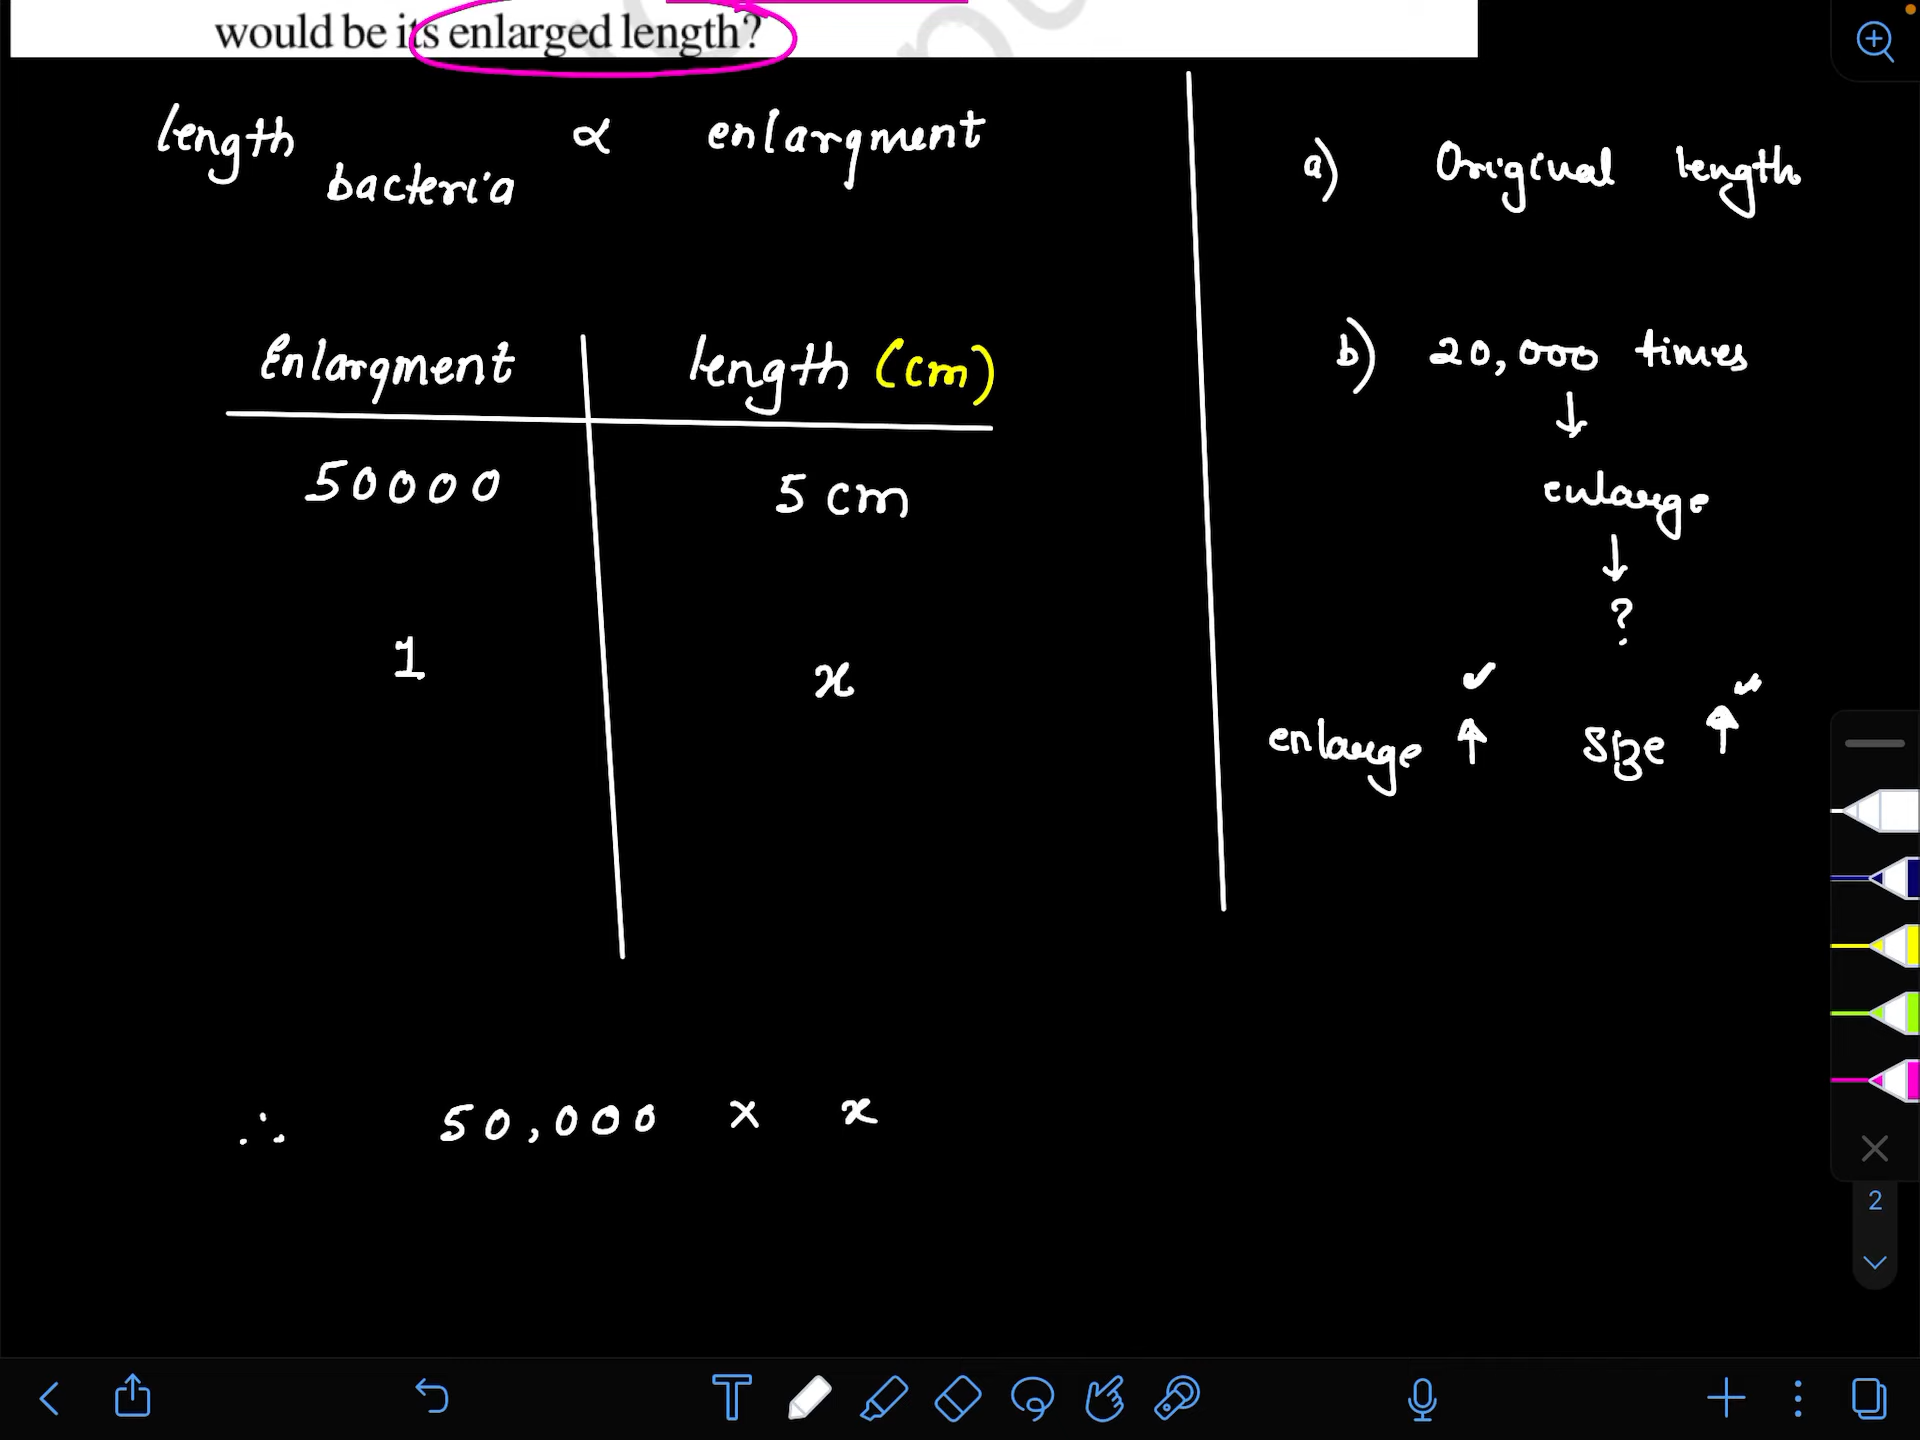 would be its enlarged length?
length bacteria α enlargment
Enlargment length (cm)
50000 5 cm
1 x
∴ 50,000 × x
a) Original length
b) 20,000 times
↓
enlarge
↓
?
enlarge ↑ ✓ size ↑ ✓
2